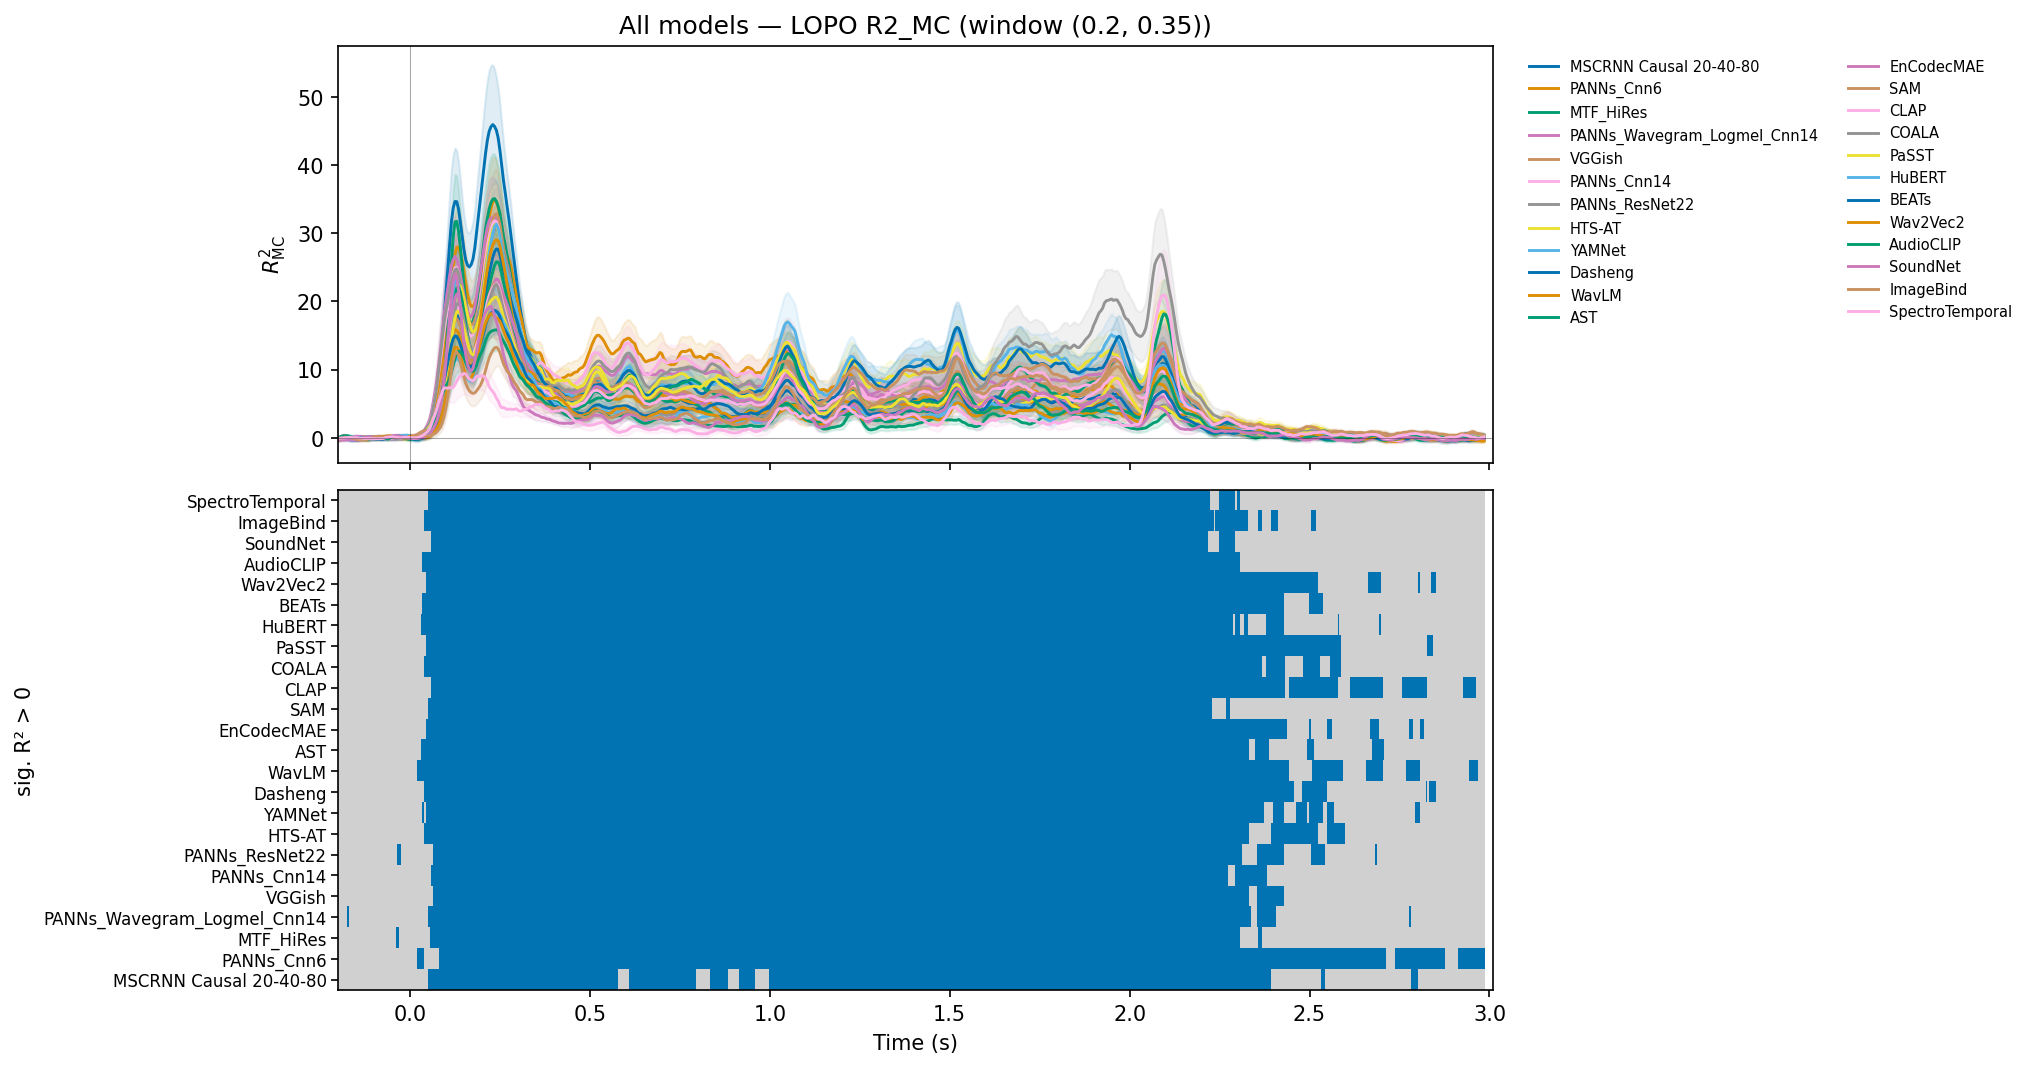 All models — LOPO R2_MC (window (0.2, 0.35))
R²MC
50
40
30
20
10
0
MSCRNN Causal 20-40-80
PANNs_Cnn6
MTF_HiRes
PANNs_Wavegram_Logmel_Cnn14
VGGish
PANNs_Cnn14
PANNs_ResNet22
HTS-AT
YAMNet
Dasheng
WavLM
AST
EnCodecMAE
SAM
CLAP
COALA
PaSST
HuBERT
BEATs
Wav2Vec2
AudioCLIP
SoundNet
ImageBind
SpectroTemporal
sig. R² > 0
SpectroTemporal
ImageBind
SoundNet
AudioCLIP
Wav2Vec2
BEATs
HuBERT
PaSST
COALA
CLAP
SAM
EnCodecMAE
AST
WavLM
Dasheng
YAMNet
HTS-AT
PANNs_ResNet22
PANNs_Cnn14
VGGish
PANNs_Wavegram_Logmel_Cnn14
MTF_HiRes
PANNs_Cnn6
MSCRNN Causal 20-40-80
0.0 0.5 1.0 1.5 2.0 2.5 3.0
Time (s)